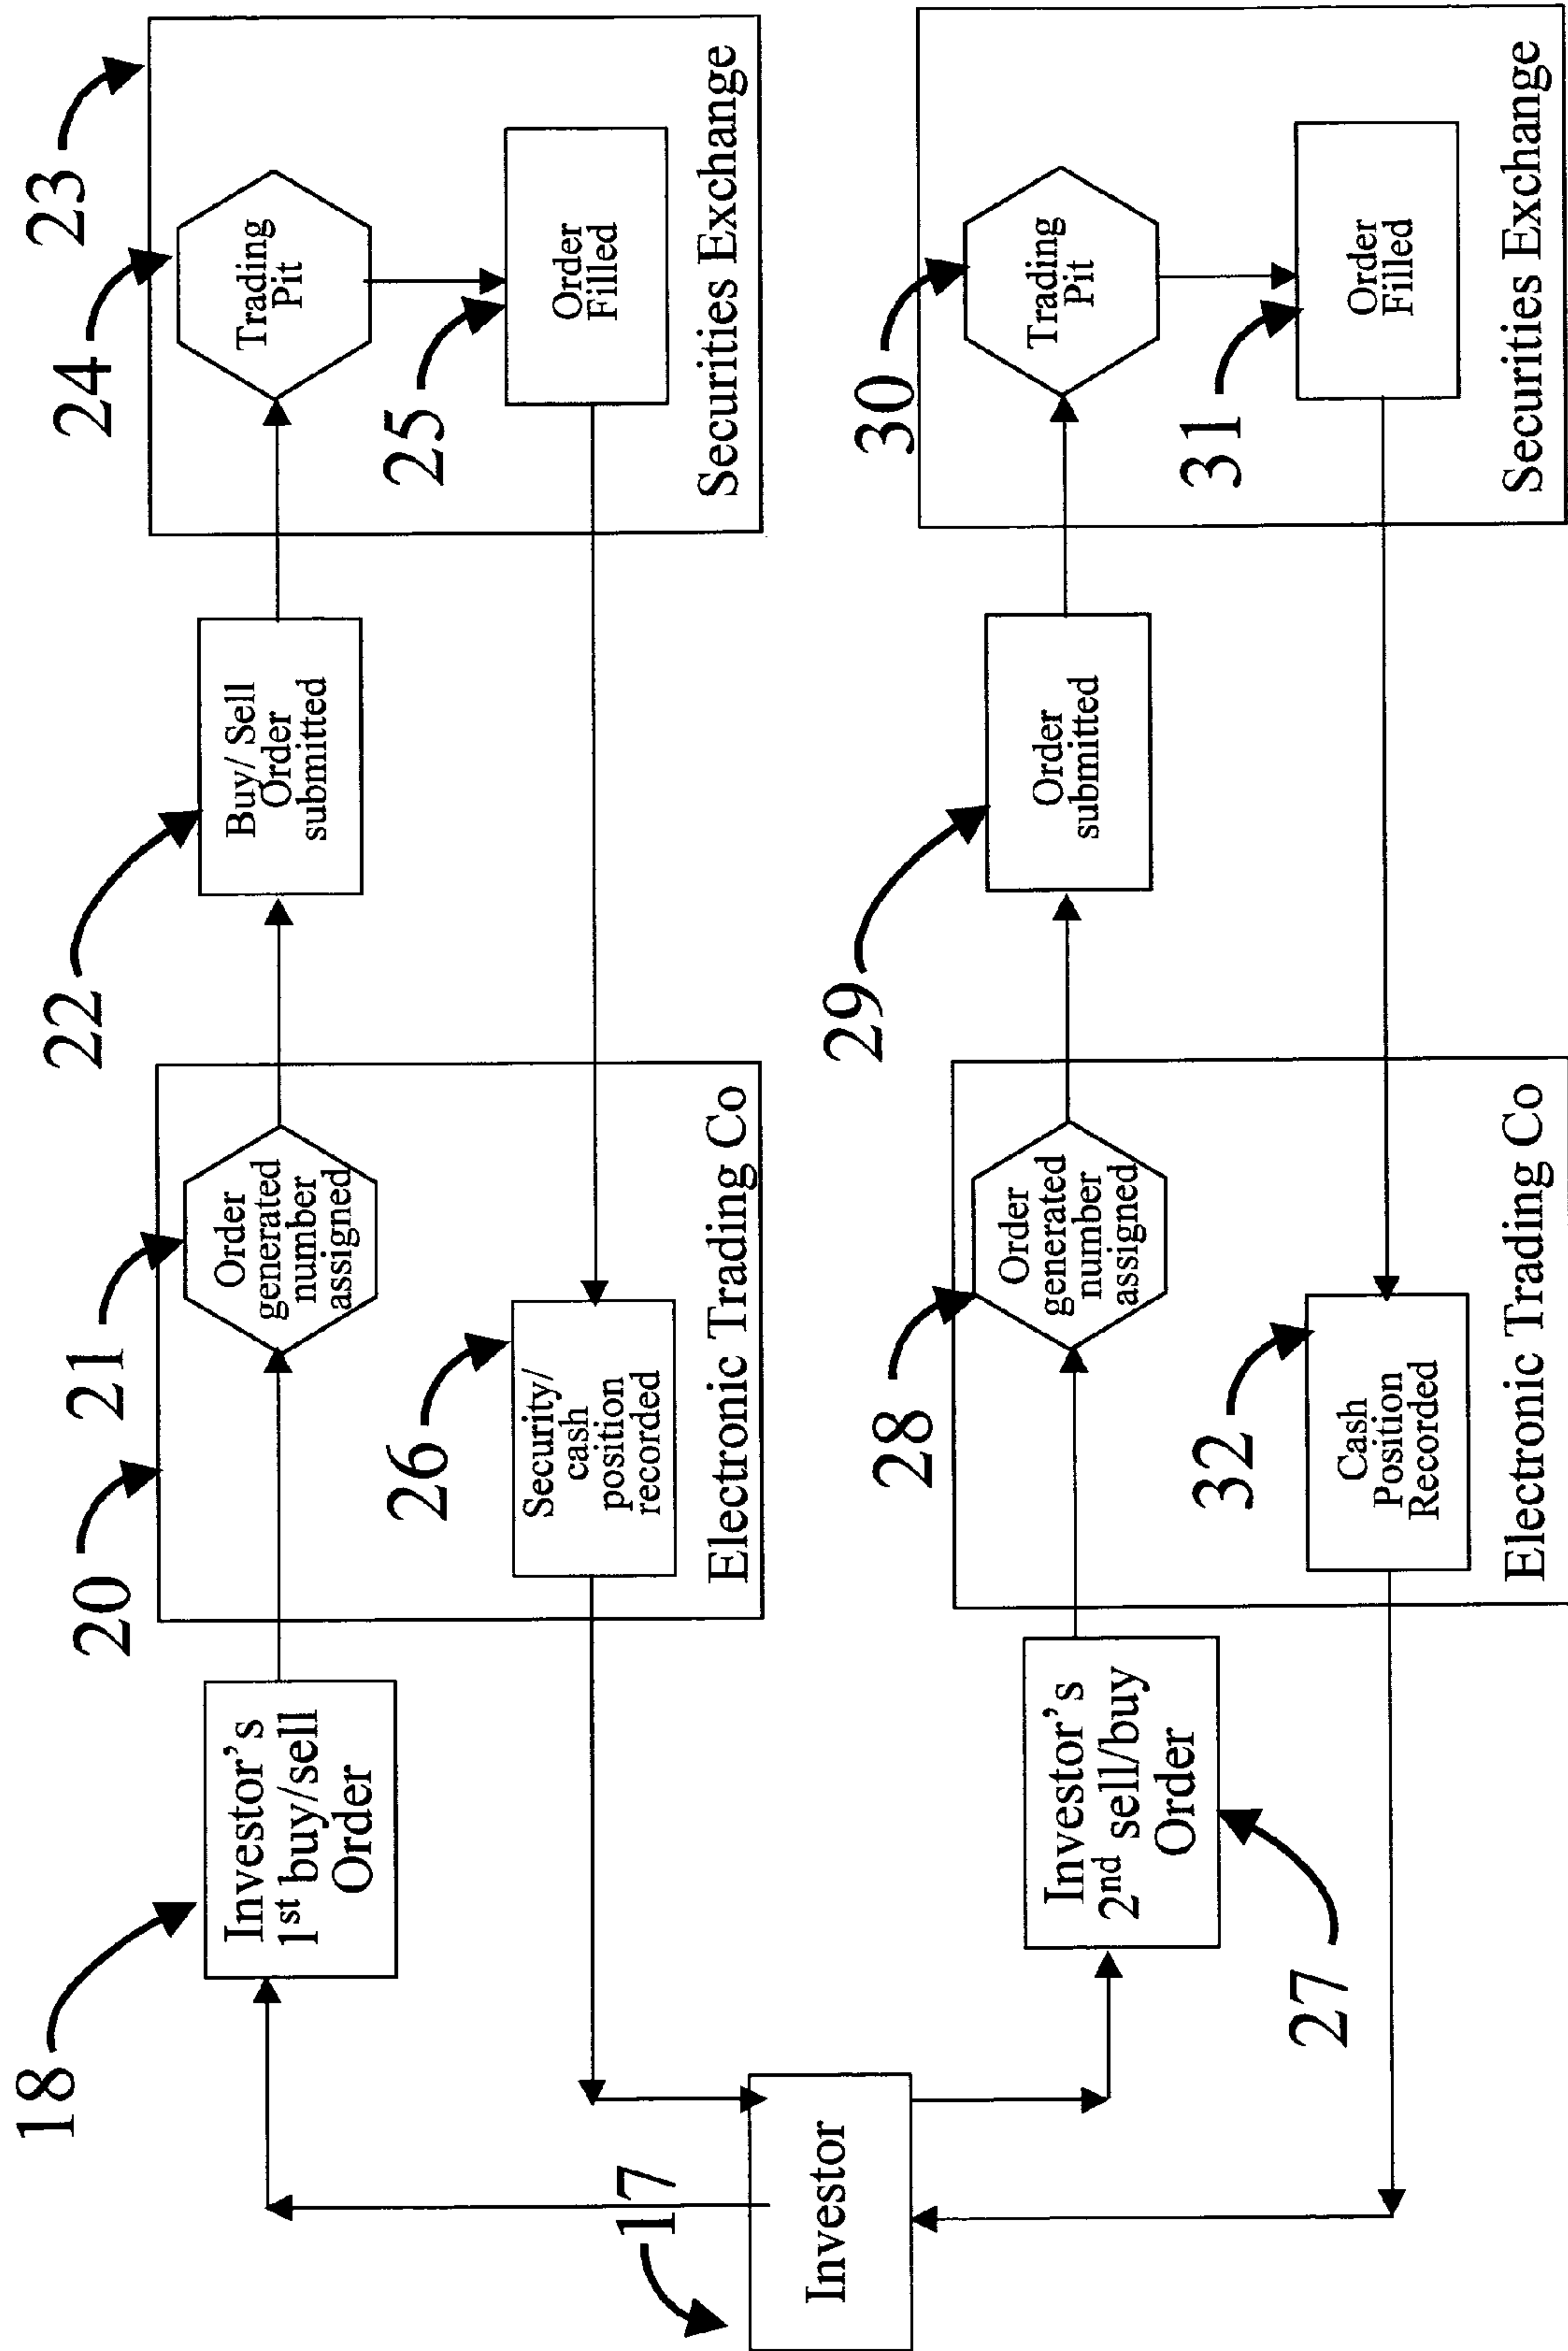 23
24
22
21
20
18
Trading
Pit
Buy/ Sell
Order
submitted
Order
generated
number
assigned
Investor's
1st buy/sell
Order
25
Order
Filled
26
Security/
cash
position
recorded
Securities Exchange
Electronic Trading Co
17
Investor
30
29
28
Trading
Pit
Order
submitted
Order
generated
number
assigned
Investor's
2nd sell/buy
Order
27
31
Order
Filled
32
Cash
Position
Recorded
Securities Exchange
Electronic Trading Co